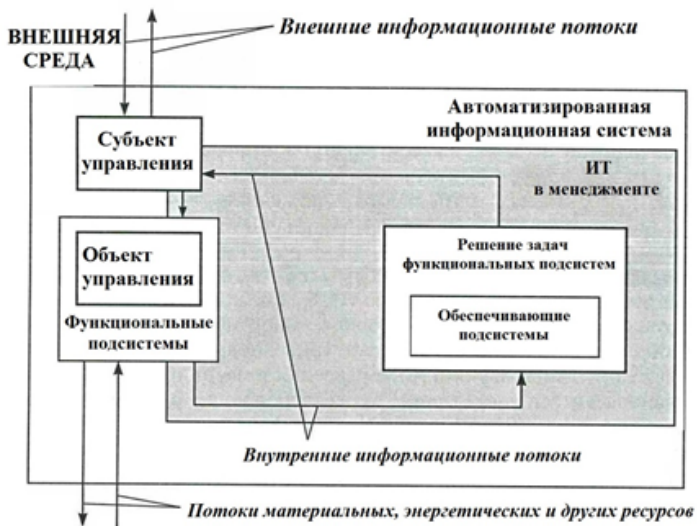 ВНЕШНЯЯ
СРЕДА
Внешние информационные потоки
Автоматизированная
информационная система
Субъект
управления
ИТ
в менеджменте
Объект
управления
Функциональные
подсистемы
Решение задач
функциональных подсистем
Обеспечивающие
подсистемы
Внутренние информационные потоки
Потоки материальных, энергетических и других ресурсов